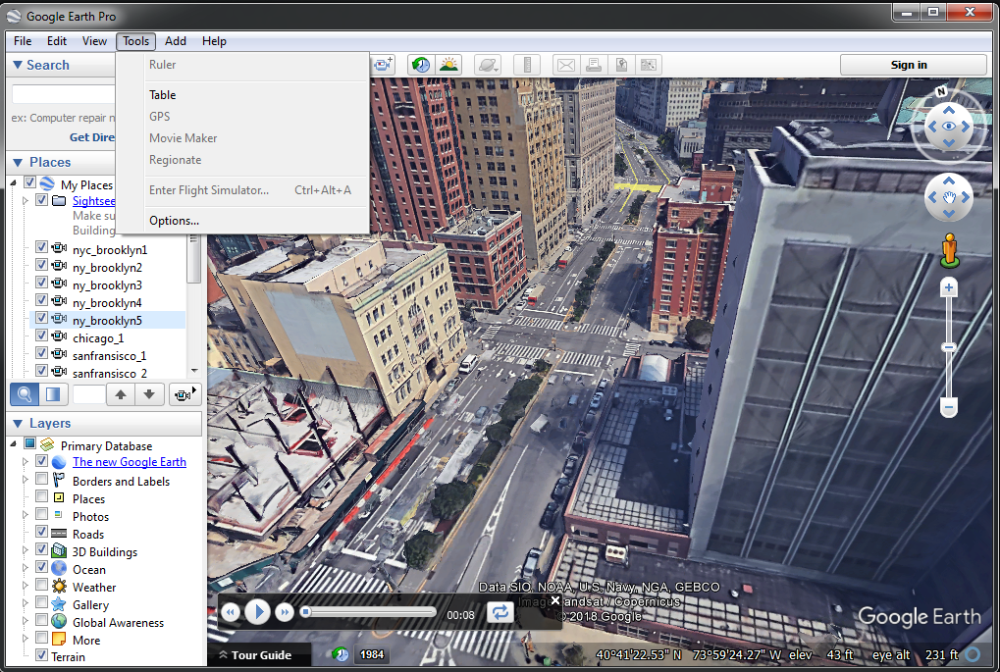 Google Earth Pro
File Edit View Tools Add Help
Search
ex: Computer repair n
Get Dire
Ruler
Table
GPS
Movie Maker
Regionate
Enter Flight Simulator... Ctrl+Alt+A
Options...
Sign in
N
Places
My Places
Sightsee
Make su
Building
nyc_brooklyn1
ny_brooklyn2
ny_brooklyn3
ny_brooklyn4
ny_brooklyn5
chicago_1
sanfransisco_1
sanfransisco_2
Layers
Primary Database
The new Google Earth
Borders and Labels
Places
Photos
Roads
3D Buildings
Ocean
Weather
Gallery
Global Awareness
More
Terrain
Data SIO, NOAA, U.S. Navy, NGA, GEBCO
Image Landsat / Copernicus
© 2018 Google
00:08
Google Earth
Tour Guide
1984
40°41'22.53" N 73°59'24.27" W elev 43 ft eye alt 231 ft